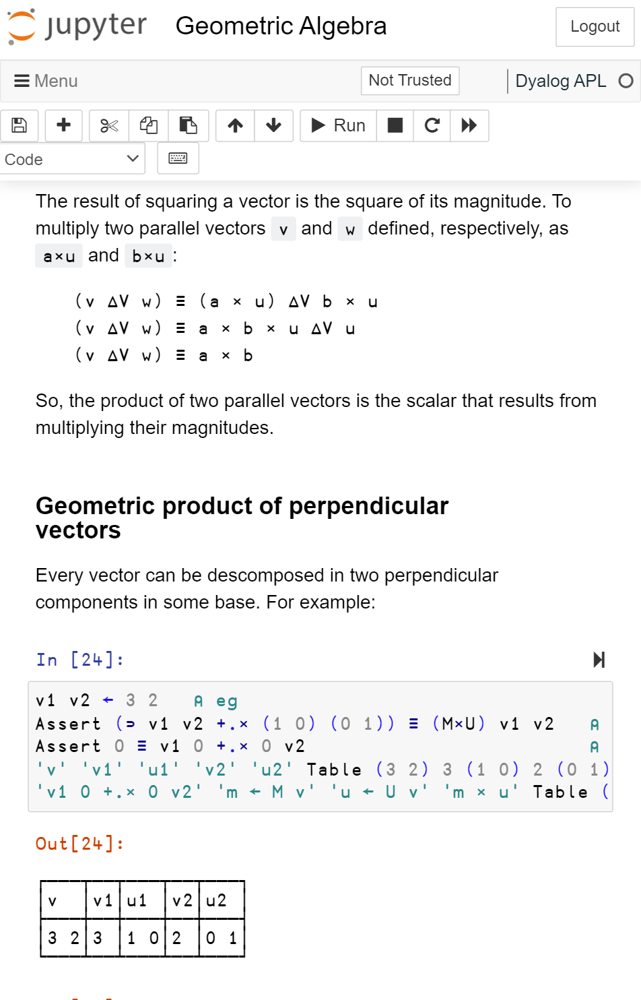 jupyter Geometric Algebra Logout
Menu Not Trusted Dyalog APL
Run
Code
The result of squaring a vector is the square of its magnitude. To
multiply two parallel vectors v and w defined, respectively, as
a×u and b×u:
(v ∆V w) ≡ (a × u) ∆V b × u
(v ∆V w) ≡ a × b × u ∆V u
(v ∆V w) ≡ a × b
So, the product of two parallel vectors is the scalar that results from
multiplying their magnitudes.
Geometric product of perpendicular
vectors
Every vector can be descomposed in two perpendicular
components in some base. For example:
In [24]:
v1 v2 ← 3 2 ⍝ eg
Assert (⊃ v1 v2 +.× (1 0) (0 1)) ≡ (M×U) v1 v2 ⍝
Assert 0 ≡ v1 0 +.× 0 v2 ⍝
'v' 'v1' 'u1' 'v2' 'u2' Table (3 2) 3 (1 0) 2 (0 1)
'v1 0 +.× 0 v2' 'm ← M v' 'u ← U v' 'm × u' Table (
Out[24]:
v v1 u1 v2 u2
3 2 3 1 0 2 0 1